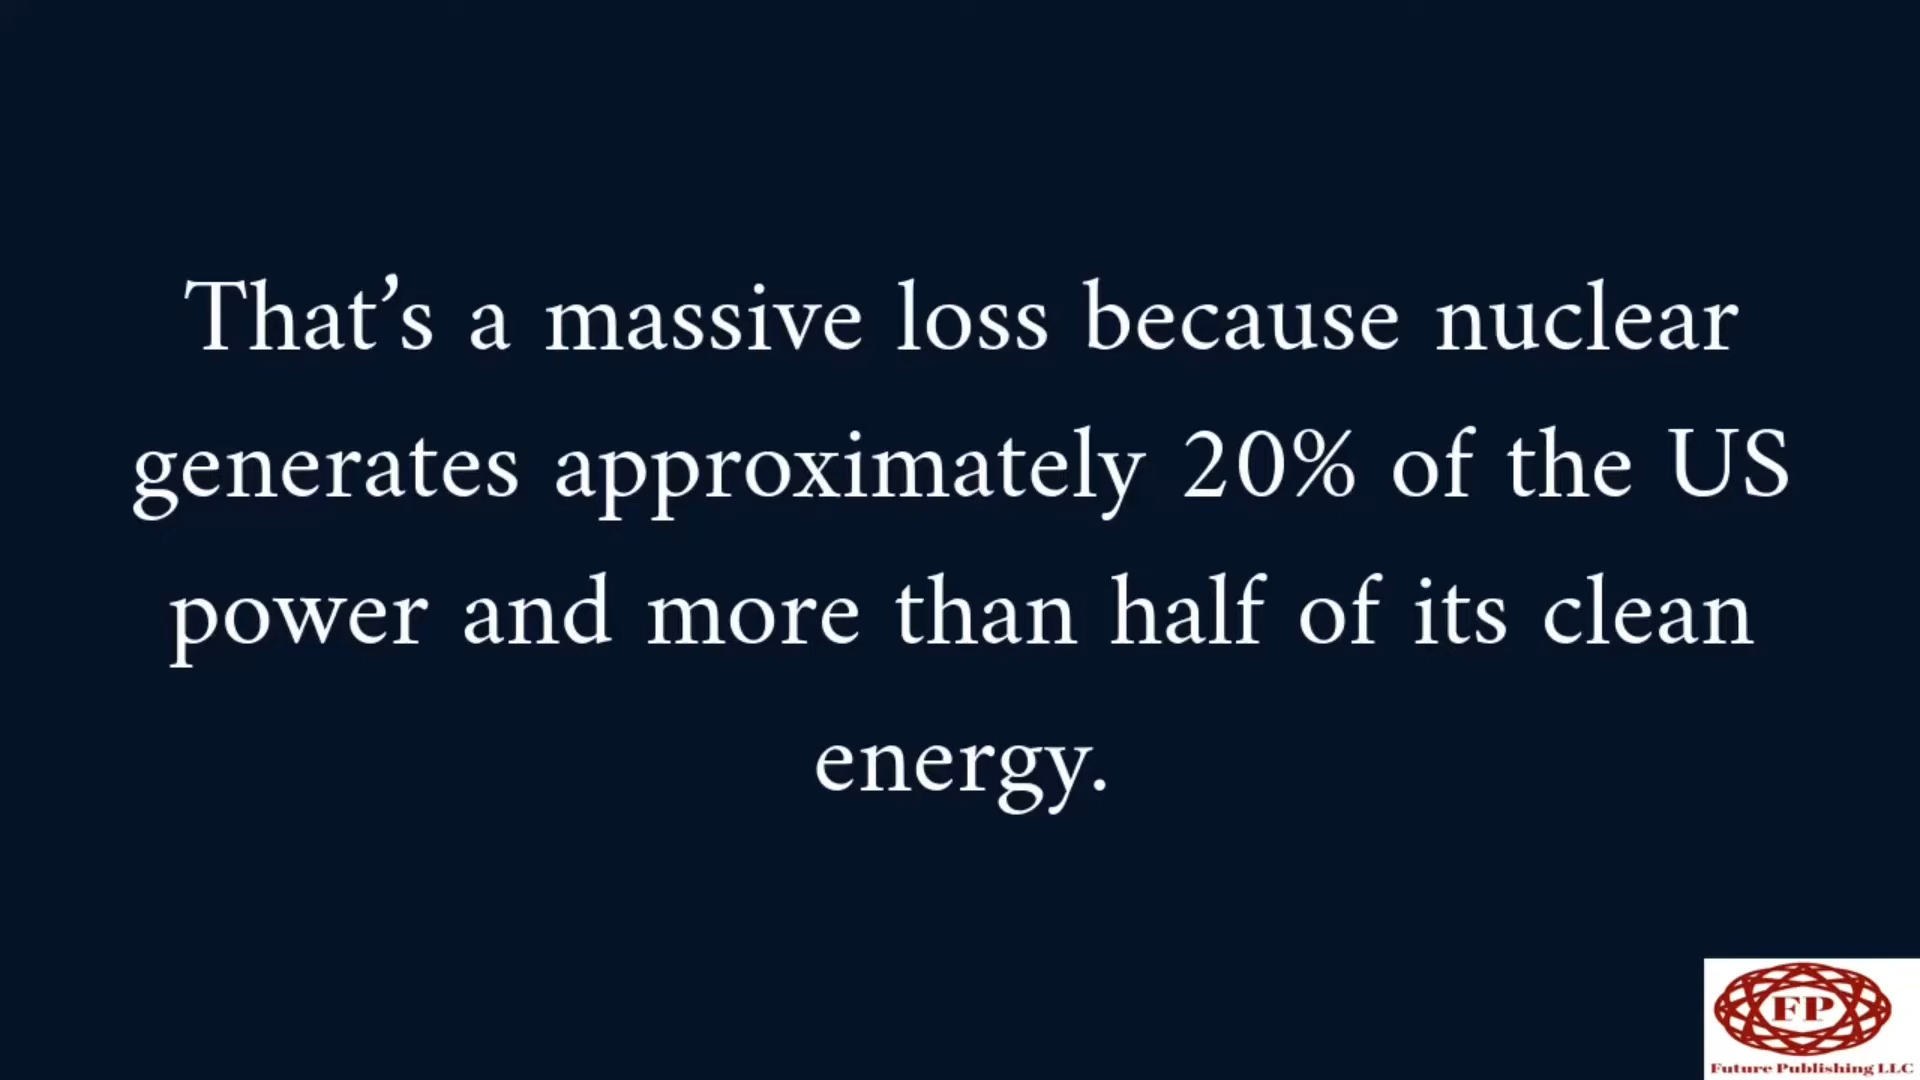 That’s a massive loss because nuclear
generates approximately 20% of the US
power and more than half of its clean
energy.
FP
Future Publishing LLC